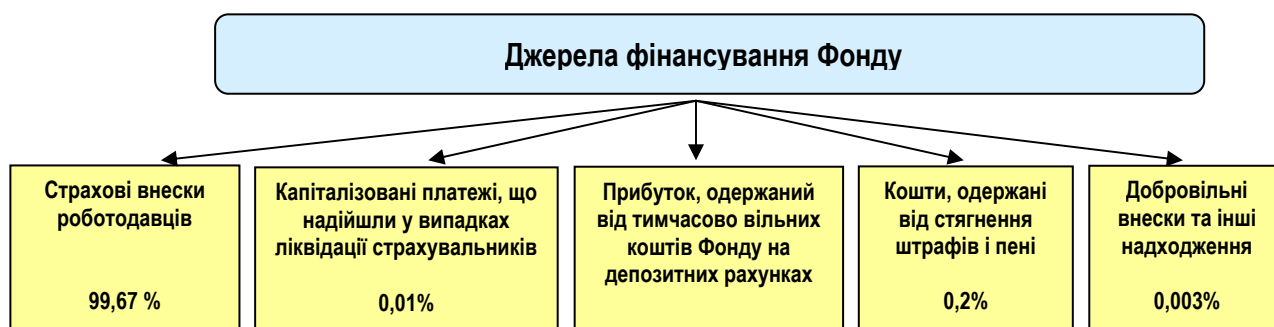 Джерела фінансування Фонду
Страхові внески
роботодавців
99,67 %
Капіталізовані платежі, що
надійшли у випадках
ліквідації страхувальників
0,01%
Прибуток, одержаний
від тимчасово вільних
коштів Фонду на
депозитних рахунках
Кошти, одержані
від стягнення
штрафів і пені
0,2%
Добровільні
внески та інші
надходження
0,003%